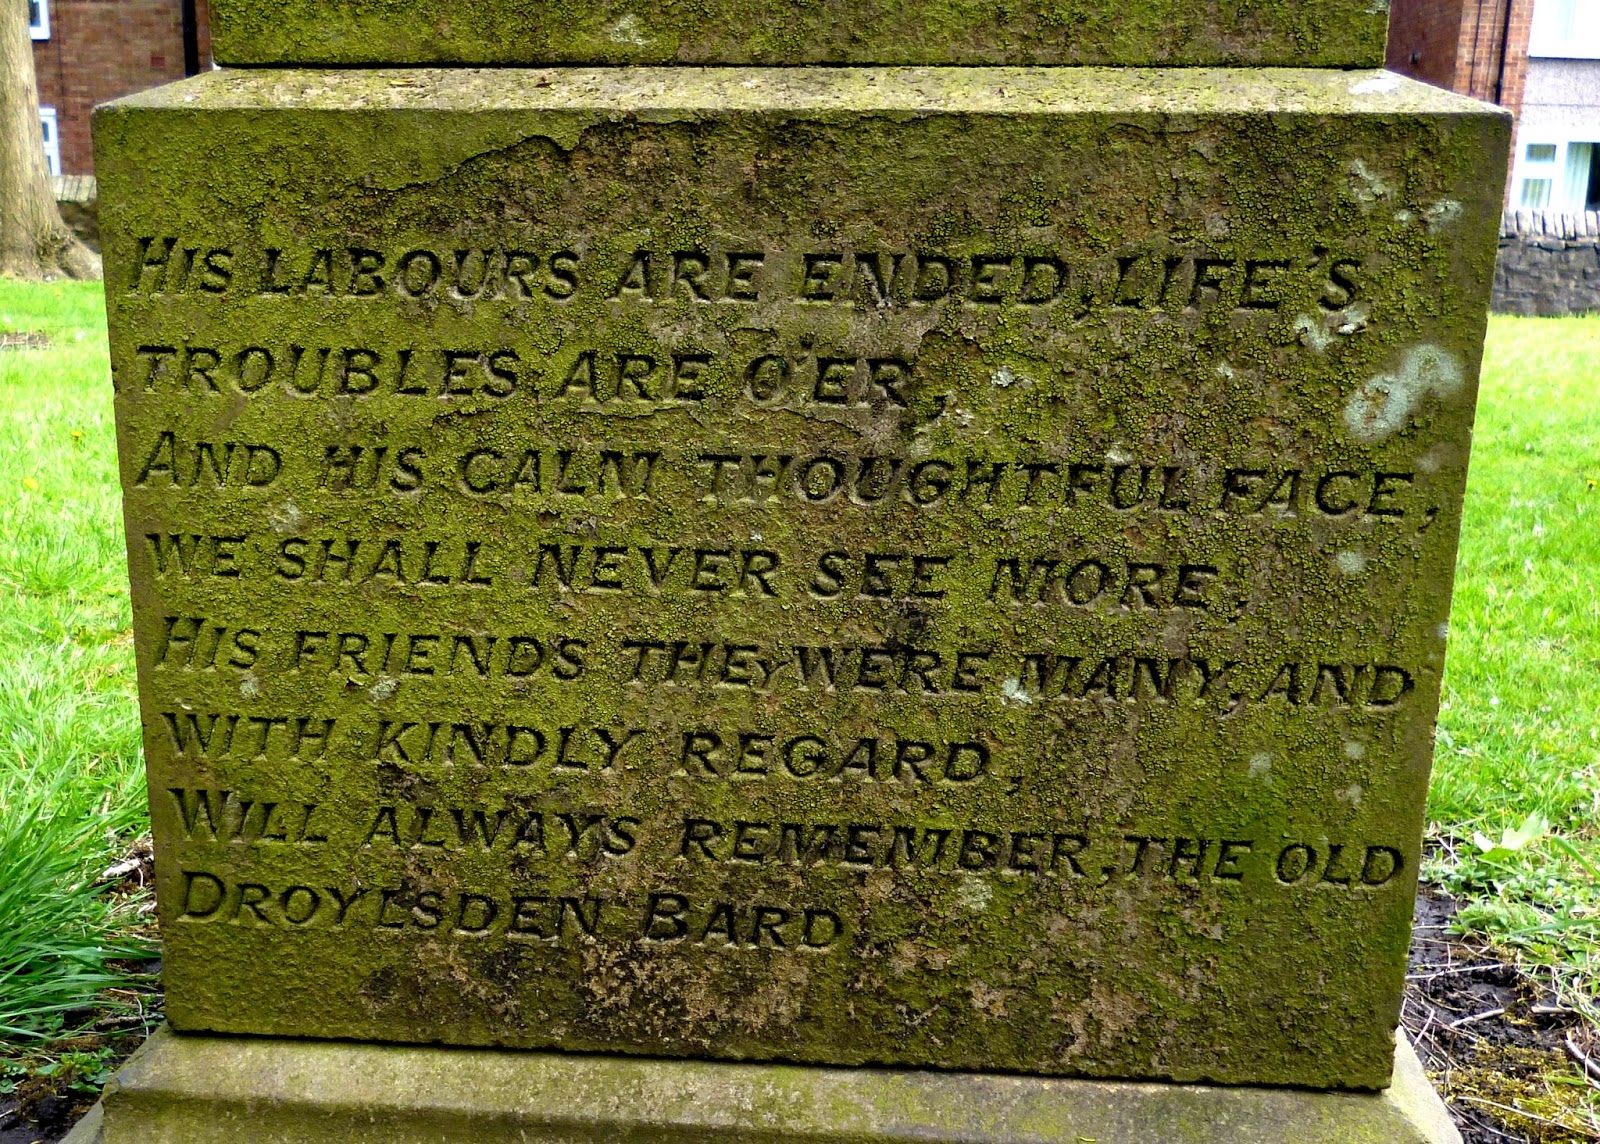 HIS LABOURS ARE ENDED, LIFE'S
TROUBLES ARE O'ER,
AND HIS CALM THOUGHTFUL FACE,
WE SHALL NEVER SEE MORE;
HIS FRIENDS THEY WERE MANY, AND
WITH KINDLY REGARD,
WILL ALWAYS REMEMBER, THE OLD
DROYLSDEN BARD.